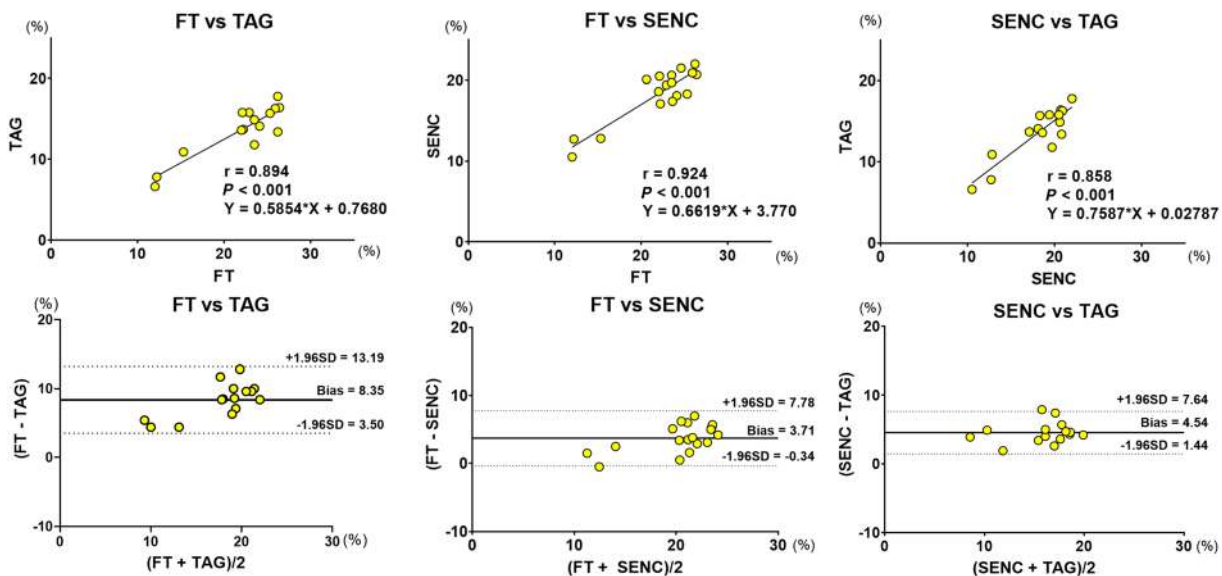 (%)
FT vs TAG
20
10
0
TAG
r = 0.894
P < 0.001
Y = 0.5854*X + 0.7680
0
10
20
30
(%)
FT
(%)
FT vs SENC
20
10
0
SENC
r = 0.924
P < 0.001
Y = 0.6619*X + 3.770
0
10
20
30
(%)
FT
(%)
SENC vs TAG
20
10
0
TAG
r = 0.858
P < 0.001
Y = 0.7587*X + 0.02787
0
10
20
30
(%)
SENC
(%)
FT vs TAG
20
10
0
-10
(FT - TAG)
+1.96SD = 13.19
Bias = 8.35
-1.96SD = 3.50
0
10
20
30
(%)
(FT + TAG)/2
(%)
FT vs SENC
20
10
0
-10
(FT - SENC)
+1.96SD = 7.78
Bias = 3.71
-1.96SD = -0.34
0
10
20
30
(%)
(FT + SENC)/2
(%)
SENC vs TAG
20
10
0
-10
(SENC - TAG)
+1.96SD = 7.64
Bias = 4.54
-1.96SD = 1.44
0
10
20
30
(%)
(SENC + TAG)/2